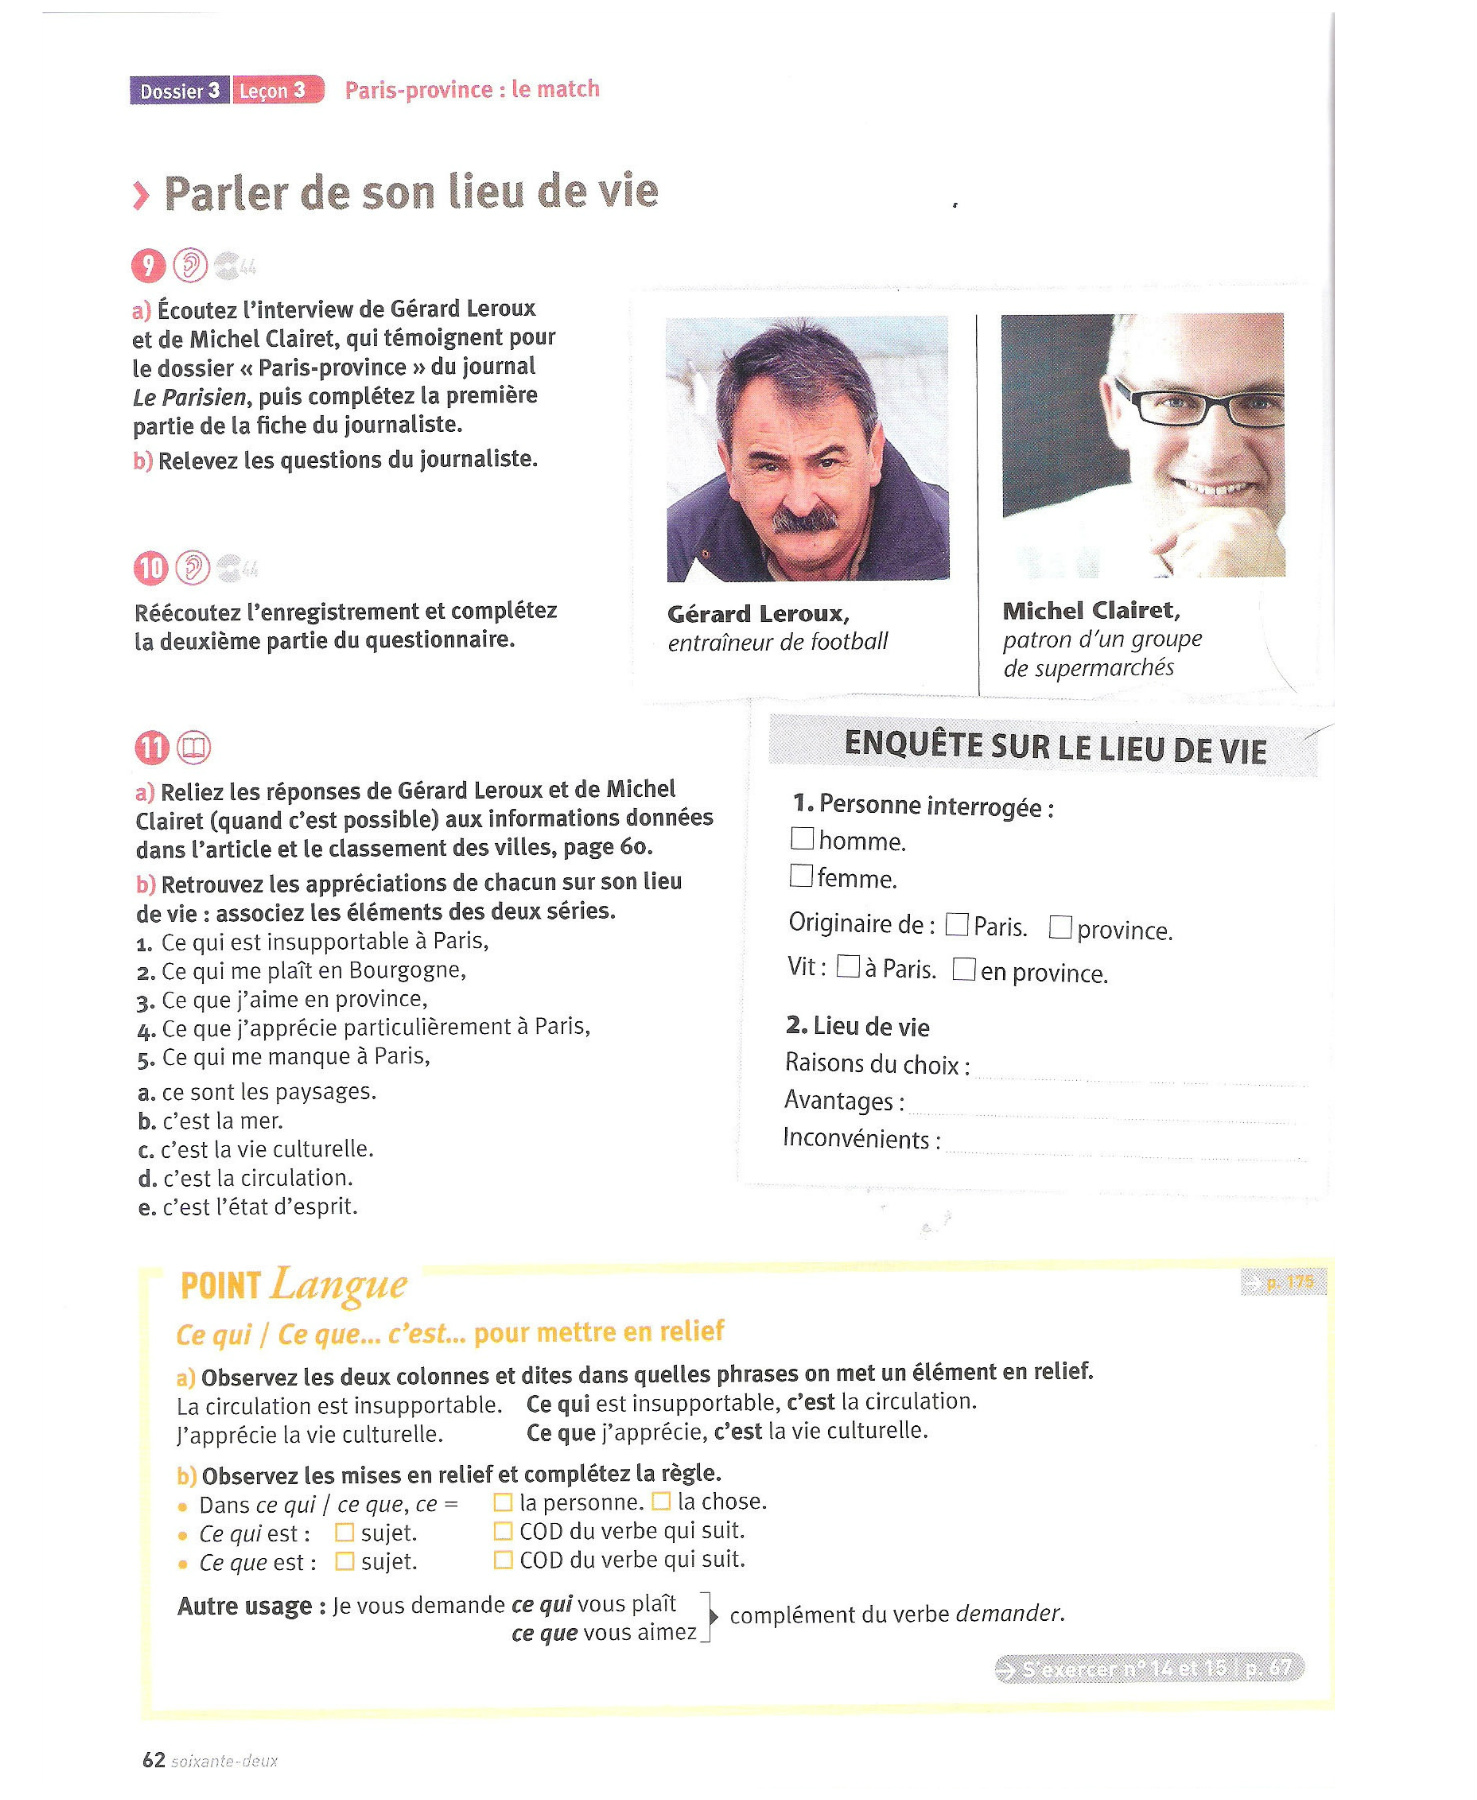 Dossier 3 Leçon 3 Paris-province : le match
› Parler de son lieu de vie
9 44
a) Écoutez l'interview de Gérard Leroux
et de Michel Clairet, qui témoignent pour
le dossier « Paris-province » du journal
Le Parisien, puis complétez la première
partie de la fiche du journaliste.
b) Relevez les questions du journaliste.
10 44
Réécoutez l'enregistrement et complétez
la deuxième partie du questionnaire.
Gérard Leroux,
entraîneur de football
Michel Clairet,
patron d'un groupe
de supermarchés
11
a) Reliez les réponses de Gérard Leroux et de Michel
Clairet (quand c'est possible) aux informations données
dans l'article et le classement des villes, page 60.
b) Retrouvez les appréciations de chacun sur son lieu
de vie : associez les éléments des deux séries.
1. Ce qui est insupportable à Paris,
2. Ce qui me plaît en Bourgogne,
3. Ce que j'aime en province,
4. Ce que j'apprécie particulièrement à Paris,
5. Ce qui me manque à Paris,
a. ce sont les paysages.
b. c'est la mer.
c. c'est la vie culturelle.
d. c'est la circulation.
e. c'est l'état d'esprit.
ENQUÊTE SUR LE LIEU DE VIE
1. Personne interrogée :
homme.
femme.
Originaire de : Paris. province.
Vit : à Paris. en province.
2. Lieu de vie
Raisons du choix :
Avantages :
Inconvénients :
POINT Langue
→ p. 175
Ce qui / Ce que... c'est... pour mettre en relief
a) Observez les deux colonnes et dites dans quelles phrases on met un élément en relief.
La circulation est insupportable. Ce qui est insupportable, c'est la circulation.
J'apprécie la vie culturelle. Ce que j'apprécie, c'est la vie culturelle.
b) Observez les mises en relief et complétez la règle.
• Dans ce qui / ce que, ce = la personne. la chose.
• Ce qui est : sujet. COD du verbe qui suit.
• Ce que est : sujet. COD du verbe qui suit.
Autre usage : Je vous demande ce qui vous plaît
ce que vous aimez
complément du verbe demander.
→ S'exercer n° 14 et 15 | p. 67
62 soixante-deux